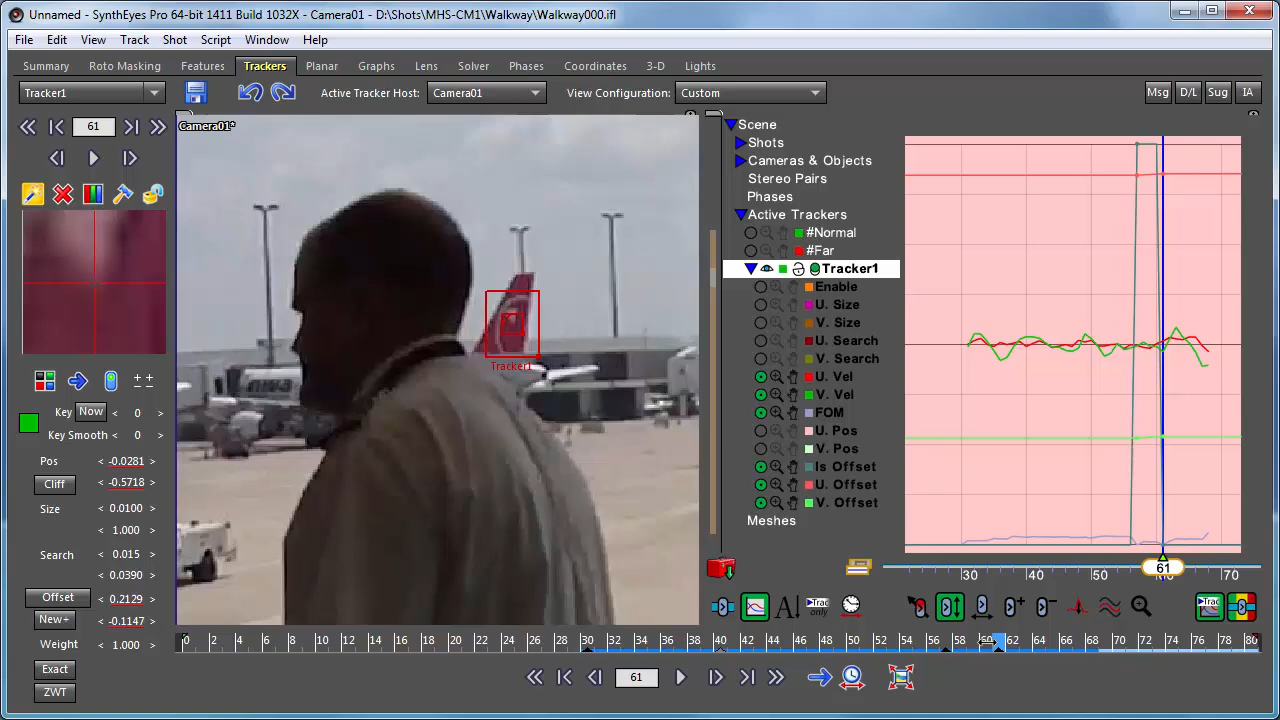 Unnamed - SynthEyes Pro 64-bit 1411 Build 1032X - Camera01 - D:\Shots\MHS-CM1\Walkway\Walkway000.ifl
File Edit View Track Shot Script Window Help
Summary Roto Masking Features Trackers Planar Graphs Lens Solver Phases Coordinates 3-D Lights
Tracker1 Active Tracker Host: Camera01 View Configuration: Custom Msg D/L Sug IA
61
Camera01*
Tracker1
Key Now < 0
Key Smooth < 0
Pos < -0.0281 >
Cliff < -0.5718 >
Size < 0.0100 >
< 1.000 >
Search < 0.015 >
< 0.0390 >
Offset < 0.2129 >
New+ < -0.1147 >
Weight < 1.000 >
Exact
ZWT
Scene
Shots
Cameras & Objects
Stereo Pairs
Phases
Active Trackers
#Normal
#Far
Tracker1
Enable
U. Size
V. Size
U. Search
V. Search
U. Vel
V. Vel
FOM
U. Pos
V. Pos
Is Offset
U. Offset
V. Offset
Meshes
30 40 50 61 70
A Trac only
Trac
0 2 4 6 8 10 12 14 16 18 20 22 24 26 28 30 32 34 36 38 40 42 44 46 48 50 52 54 56 58 60 62 64 66 68 70 72 74 76 78 80
61